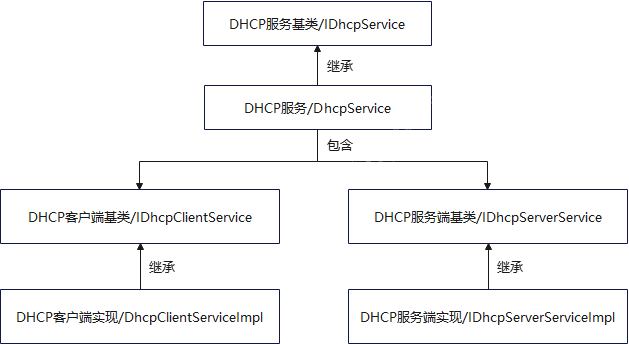 DHCP服务基类/IDhcpService
继承
DHCP服务/DhcpService
包含
DHCP客户端基类/IDhcpClientService
DHCP服务端基类/IDhcpServerService
继承
继承
DHCP客户端实现/DhcpClientServiceImpl
DHCP服务端实现/IDhcpServerServiceImpl